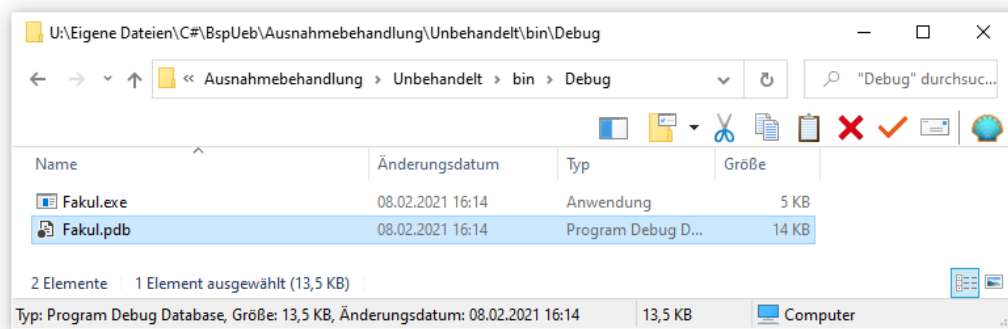 U:\Eigene Dateien\C#\BspUeb\Ausnahmebehandlung\Unbehandelt\bin\Debug
« Ausnahmebehandlung > Unbehandelt > bin > Debug "Debug" durchsuc...
Name Änderungsdatum Typ Größe
Fakul.exe 08.02.2021 16:14 Anwendung 5 KB
Fakul.pdb 08.02.2021 16:14 Program Debug D... 14 KB
2 Elemente 1 Element ausgewählt (13,5 KB)
Typ: Program Debug Database, Größe: 13,5 KB, Änderungsdatum: 08.02.2021 16:14 13,5 KB Computer